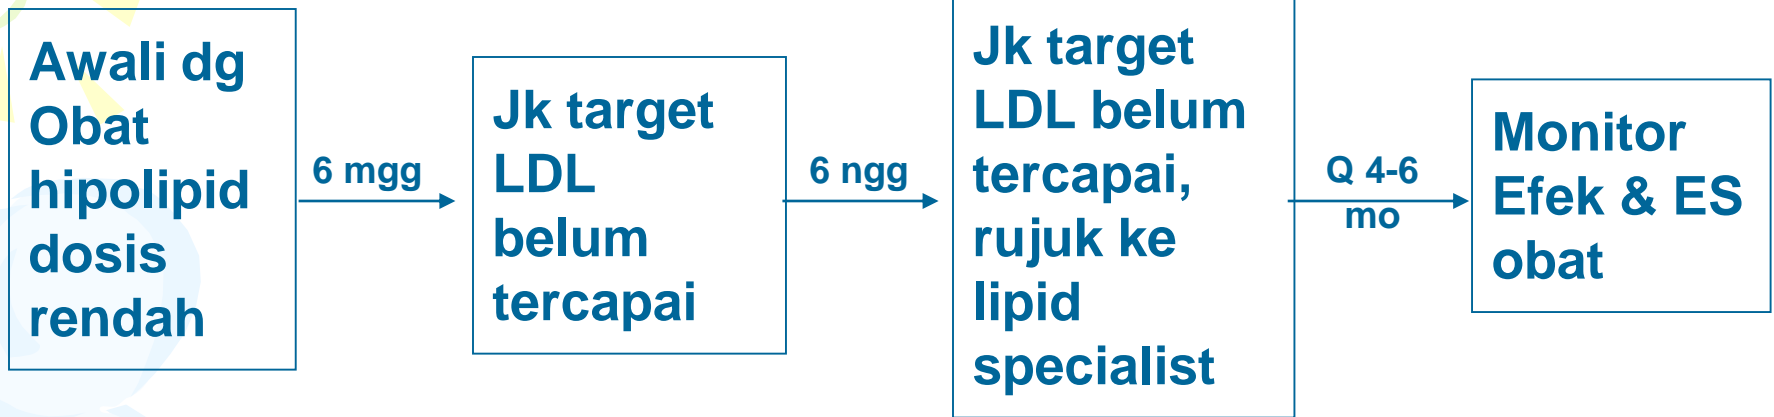 Awali dg
Obat
hipolipid
dosis
rendah
6 mgg
Jk target
LDL
belum
tercapai
6 ngg
Jk target
LDL belum
tercapai,
rujuk ke
lipid
specialist
Q 4-6
mo
Monitor
Efek & ES
obat